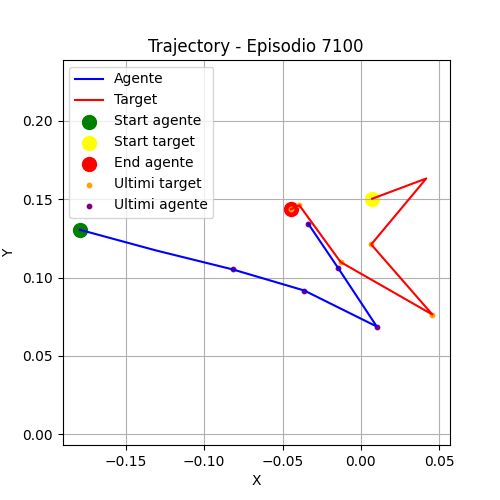 Trajectory - Episodio 7100
Agente
Target
Start agente
Start target
End agente
Ultimi target
Ultimi agente
0.20
0.15
0.10
0.05
0.00
Y
−0.15
−0.10
−0.05
0.00
0.05
X